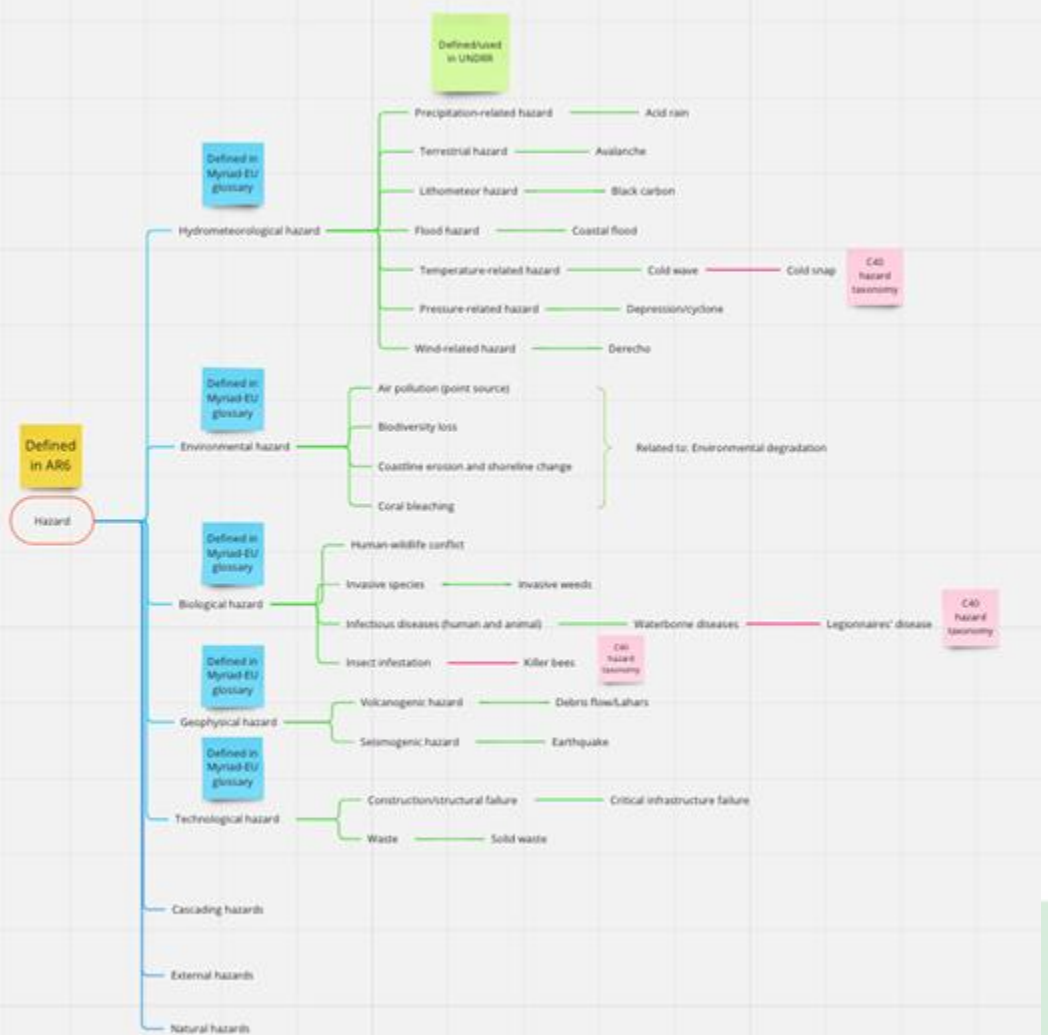 Defined/used
in UNDRR
Precipitation-related hazard
Acid rain
Defined in
Myriad-EU
glossary
Terrestrial hazard
Avalanche
Lithometeor hazard
Black carbon
Hydrometeorological hazard
Flood hazard
Coastal flood
Temperature-related hazard
Cold wave
Cold snap
C40
hazard
taxonomy
Pressure-related hazard
Depression/cyclone
Wind-related hazard
Derecho
Defined in
Myriad-EU
glossary
Air pollution (point source)
Biodiversity loss
Environmental hazard
Related to: Environmental degradation
Coastline erosion and shoreline change
Coral bleaching
Defined
in AR6
Hazard
Defined in
Myriad-EU
glossary
Human-wildlife conflict
Invasive species
Invasive weeds
Biological hazard
Infectious diseases (human and animal)
Waterborne diseases
Legionnaires' disease
C40
hazard
taxonomy
Insect infestation
Killer bees
C40
hazard
taxonomy
Defined in
Myriad-EU
glossary
Volcanogenic hazard
Debris flow/Lahars
Geophysical hazard
Seismogenic hazard
Earthquake
Defined in
Myriad-EU
glossary
Construction/structural failure
Critical infrastructure failure
Technological hazard
Waste
Solid waste
Cascading hazards
External hazards
Natural hazards